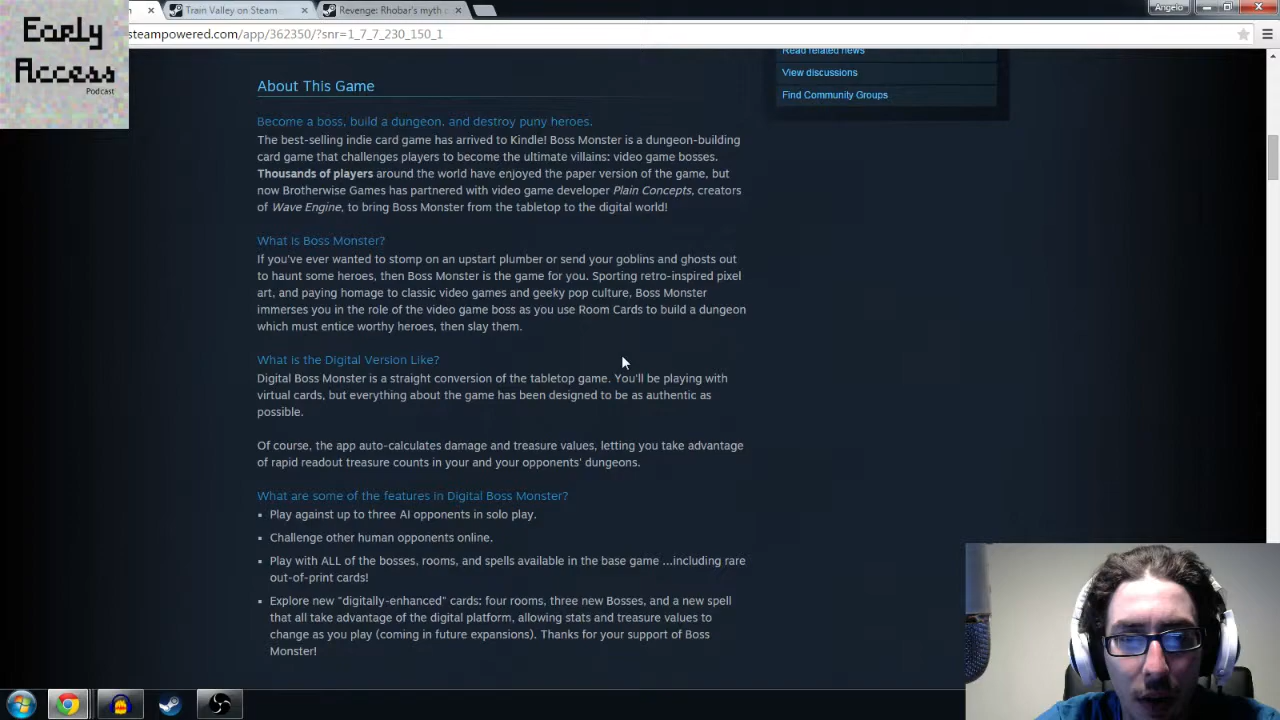 Early
Access
Podcast
Train Valley on Steam
Revenge: Rhobar's myth
Angelo
steampowered.com/app/362350/?snr=1_7_7_230_150_1
Read related news
View discussions
Find Community Groups
About This Game
Become a boss, build a dungeon, and destroy puny heroes.
The best-selling indie card game has arrived to Kindle! Boss Monster is a dungeon-building
card game that challenges players to become the ultimate villains: video game bosses.
Thousands of players around the world have enjoyed the paper version of the game, but
now Brotherwise Games has partnered with video game developer Plain Concepts, creators
of Wave Engine, to bring Boss Monster from the tabletop to the digital world!
What is Boss Monster?
If you've ever wanted to stomp on an upstart plumber or send your goblins and ghosts out
to haunt some heroes, then Boss Monster is the game for you. Sporting retro-inspired pixel
art, and paying homage to classic video games and geeky pop culture, Boss Monster
immerses you in the role of the video game boss as you use Room Cards to build a dungeon
which must entice worthy heroes, then slay them.
What is the Digital Version Like?
Digital Boss Monster is a straight conversion of the tabletop game. You'll be playing with
virtual cards, but everything about the game has been designed to be as authentic as
possible.
Of course, the app auto-calculates damage and treasure values, letting you take advantage
of rapid readout treasure counts in your and your opponents' dungeons.
What are some of the features in Digital Boss Monster?
Play against up to three AI opponents in solo play.
Challenge other human opponents online.
Play with ALL of the bosses, rooms, and spells available in the base game ...including rare
out-of-print cards!
Explore new "digitally-enhanced" cards: four rooms, three new Bosses, and a new spell
that all take advantage of the digital platform, allowing stats and treasure values to
change as you play (coming in future expansions). Thanks for your support of Boss
Monster!